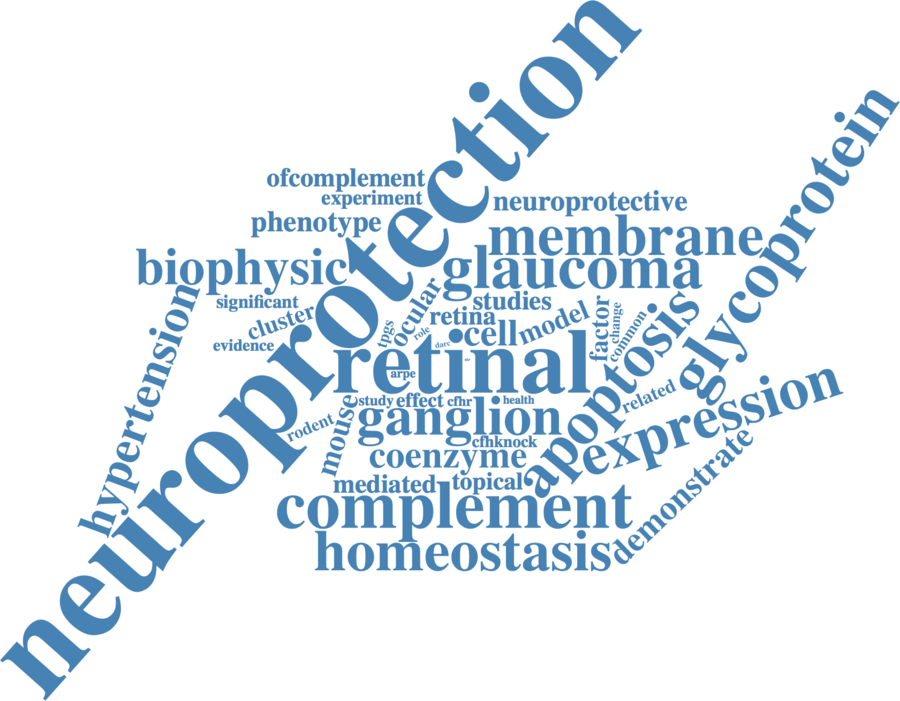 neuroprotection
glycoprotein
ofcomplement
experiment
neuroprotective
phenotype
membrane
biophysic
glaucoma
hypertension
significant
ocular
studies
cluster
retina
model
factor
change
common
apoptosis
evidence
tpgs
role
cell
darc
retinal
arpe
related
expression
study
effect
cfhr
health
mouse
rodent
ganglion
cfhknock
coenzyme
mediated
topical
demonstrate
complement
homeostasis